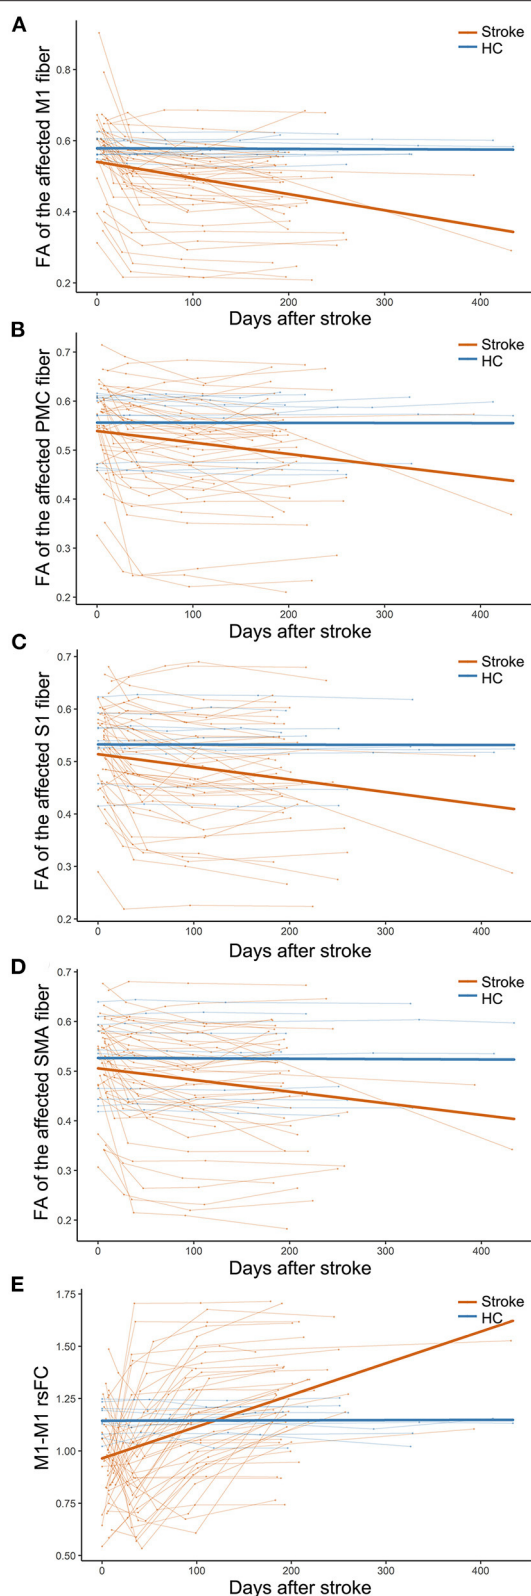 A
Stroke
HC
FA of the affected M1 fiber
0.8
0.6
0.4
0.2
0 100 200 300 400
Days after stroke
B
Stroke
HC
FA of the affected PMC fiber
0.7
0.6
0.5
0.4
0.3
0.2
0 100 200 300 400
Days after stroke
C
Stroke
HC
FA of the affected S1 fiber
0.7
0.6
0.5
0.4
0.3
0.2
0 100 200 300 400
Days after stroke
D
Stroke
HC
FA of the affected SMA fiber
0.7
0.6
0.5
0.4
0.3
0.2
0 100 200 300 400
Days after stroke
E
Stroke
HC
M1-M1 rsFC
1.75
1.50
1.25
1.00
0.75
0.50
0 100 200 300 400
Days after stroke